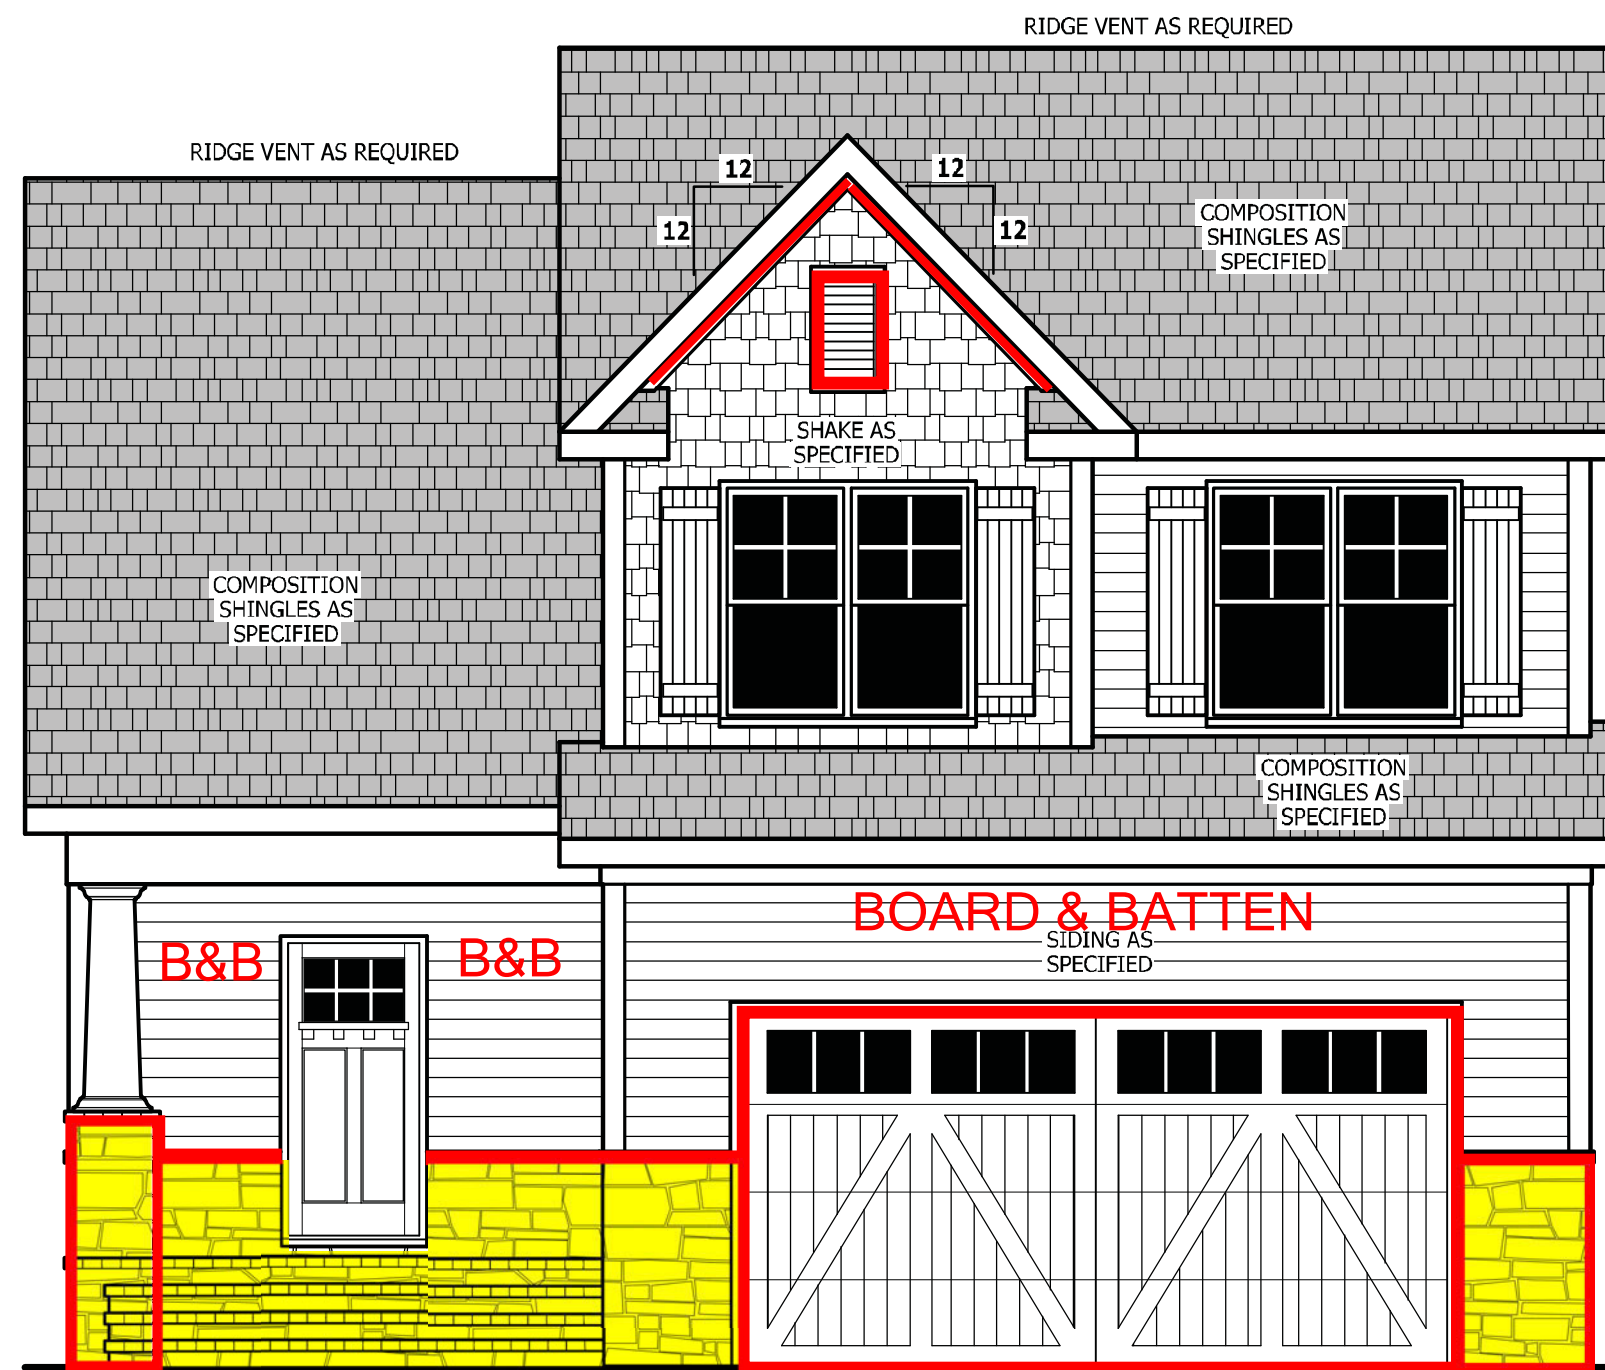 RIDGE VENT AS REQUIRED
RIDGE VENT AS REQUIRED
12
12
12
12
COMPOSITION
SHINGLES AS
SPECIFIED
SHAKE AS
SPECIFIED
COMPOSITION
SHINGLES AS
SPECIFIED
COMPOSITION
SHINGLES AS
SPECIFIED
BOARD & BATTEN
SIDING AS
SPECIFIED
B&B
B&B